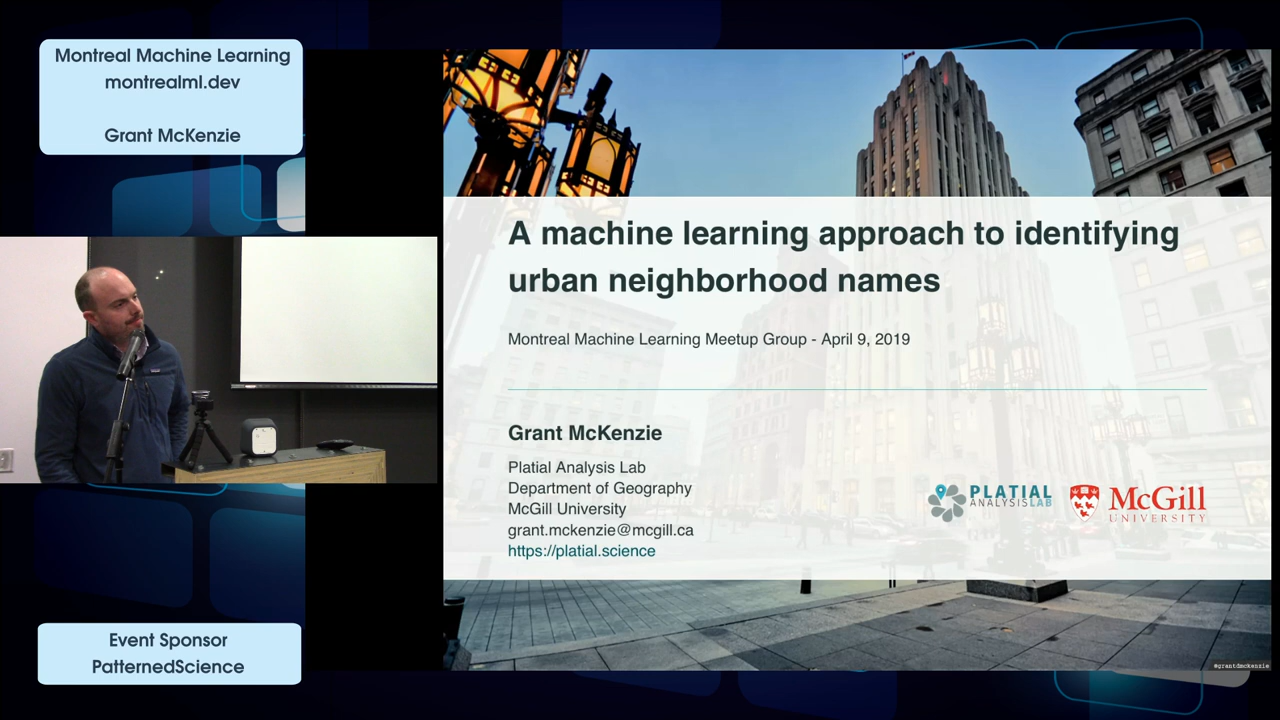 Montreal Machine Learning
montrealml.dev
Grant McKenzie
A machine learning approach to identifying
urban neighborhood names
Montreal Machine Learning Meetup Group - April 9, 2019
Grant McKenzie
Platial Analysis Lab
Department of Geography
McGill University
grant.mckenzie@mcgill.ca
https://platial.science
PLATIAL
ANALYSISLAB
McGill
UNIVERSITY
@grantdmckenzie
Event Sponsor
PatternedScience